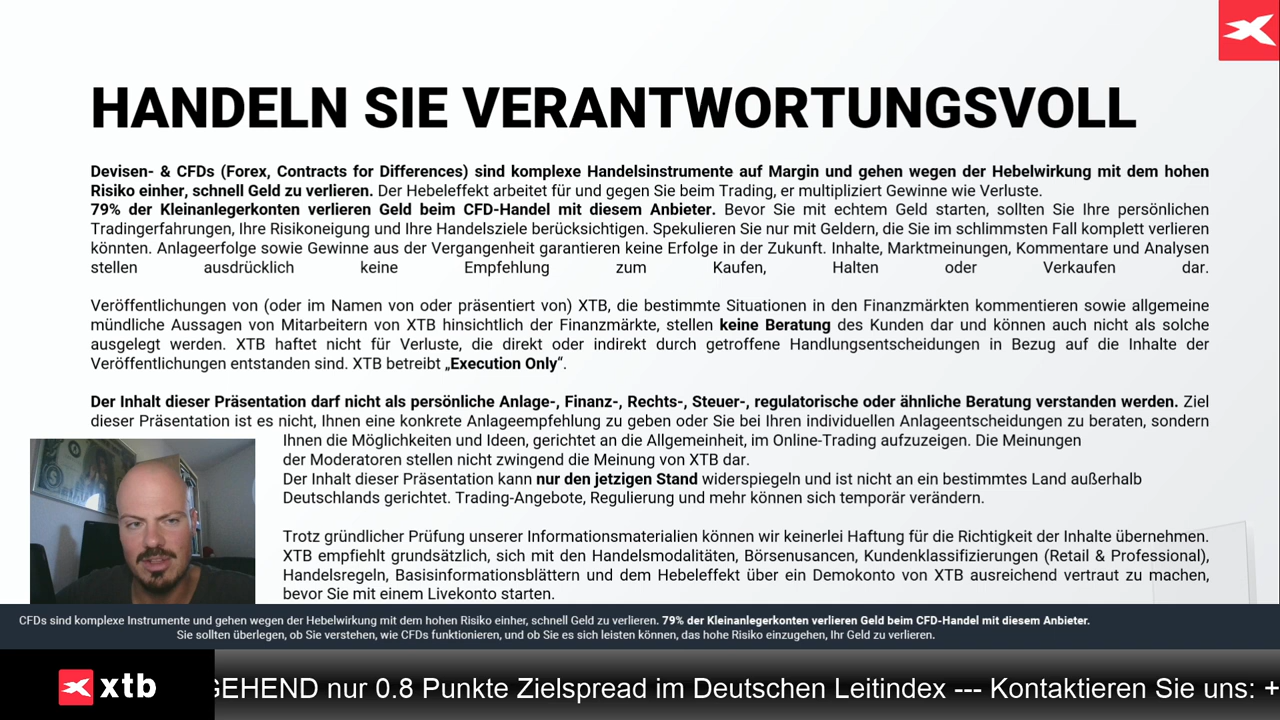 HANDELN SIE VERANTWORTUNGSVOLL
Devisen- & CFDs (Forex, Contracts for Differences) sind komplexe Handelsinstrumente auf Margin und gehen wegen der Hebelwirkung mit dem hohen
Risiko einher, schnell Geld zu verlieren. Der Hebeleffekt arbeitet für und gegen Sie beim Trading, er multipliziert Gewinne wie Verluste.
79% der Kleinanlegerkonten verlieren Geld beim CFD-Handel mit diesem Anbieter. Bevor Sie mit echtem Geld starten, sollten Sie Ihre persönlichen
Tradingerfahrungen, Ihre Risikoneigung und Ihre Handelsziele berücksichtigen. Spekulieren Sie nur mit Geldern, die Sie im schlimmsten Fall komplett verlieren
könnten. Anlageerfolge sowie Gewinne aus der Vergangenheit garantieren keine Erfolge in der Zukunft. Inhalte, Marktmeinungen, Kommentare und Analysen
stellen ausdrücklich keine Empfehlung zum Kaufen, Halten oder Verkaufen dar.
Veröffentlichungen von (oder im Namen von oder präsentiert von) XTB, die bestimmte Situationen in den Finanzmärkten kommentieren sowie allgemeine
mündliche Aussagen von Mitarbeitern von XTB hinsichtlich der Finanzmärkte, stellen keine Beratung des Kunden dar und können auch nicht als solche
ausgelegt werden. XTB haftet nicht für Verluste, die direkt oder indirekt durch getroffene Handlungsentscheidungen in Bezug auf die Inhalte der
Veröffentlichungen entstanden sind. XTB betreibt „Execution Only“.
Der Inhalt dieser Präsentation darf nicht als persönliche Anlage-, Finanz-, Rechts-, Steuer-, regulatorische oder ähnliche Beratung verstanden werden. Ziel
dieser Präsentation ist es nicht, Ihnen eine konkrete Anlageempfehlung zu geben oder Sie bei Ihren individuellen Anlageentscheidungen zu beraten, sondern
Ihnen die Möglichkeiten und Ideen, gerichtet an die Allgemeinheit, im Online-Trading aufzuzeigen. Die Meinungen
der Moderatoren stellen nicht zwingend die Meinung von XTB dar.
Der Inhalt dieser Präsentation kann nur den jetzigen Stand widerspiegeln und ist nicht an ein bestimmtes Land außerhalb
Deutschlands gerichtet. Trading-Angebote, Regulierung und mehr können sich temporär verändern.
Trotz gründlicher Prüfung unserer Informationsmaterialien können wir keinerlei Haftung für die Richtigkeit der Inhalte übernehmen.
XTB empfiehlt grundsätzlich, sich mit den Handelsmodalitäten, Börsenusancen, Kundenklassifizierungen (Retail & Professional),
Handelsregeln, Basisinformationsblättern und dem Hebeleffekt über ein Demokonto von XTB ausreichend vertraut zu machen,
bevor Sie mit einem Livekonto starten.
CFDs sind komplexe Instrumente und gehen wegen der Hebelwirkung mit dem hohen Risiko einher, schnell Geld zu verlieren. 79% der Kleinanlegerkonten verlieren Geld beim CFD-Handel mit diesem Anbieter.
Sie sollten überlegen, ob Sie verstehen, wie CFDs funktionieren, und ob Sie es sich leisten können, das hohe Risiko einzugehen, Ihr Geld zu verlieren.
xtb GEHEND nur 0.8 Punkte Zielspread im Deutschen Leitindex --- Kontaktieren Sie uns: +